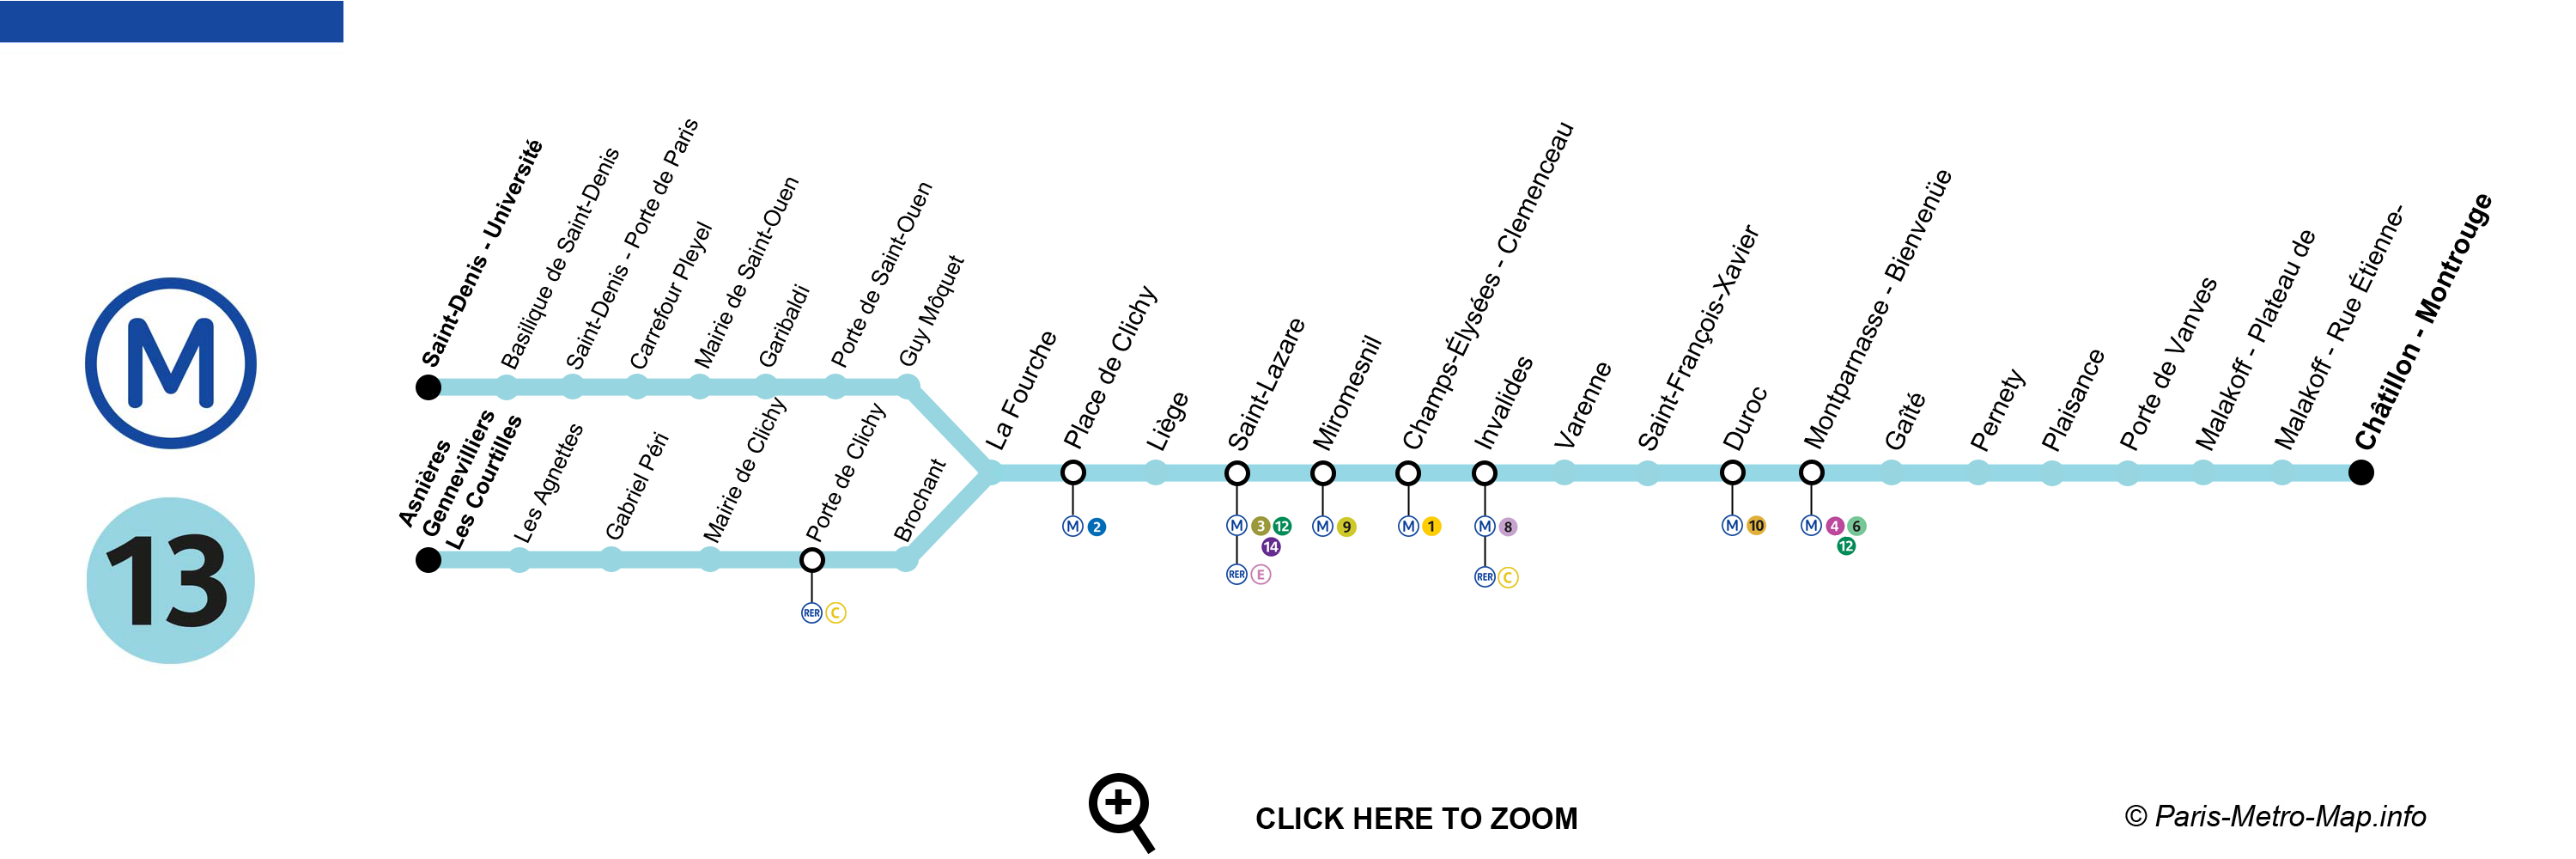 M
13
Saint-Denis - Université
Basilique de Saint-Denis
Saint-Denis - Porte de Paris
Carrefour Pleyel
Mairie de Saint-Ouen
Garibaldi
Porte de Saint-Ouen
Guy Môquet
Asnières
Gennevilliers
Les Courtilles
Les Agnettes
Gabriel Péri
Mairie de Clichy
Porte de Clichy
RER C
Brochant
La Fourche
Place de Clichy
M 2
Liège
Saint-Lazare
M 3 12
14
RER E
Miromesnil
M 9
Champs-Élysées - Clemenceau
M 1
Invalides
M 8
RER C
Varenne
Saint-François-Xavier
Duroc
M 10
Montparnasse - Bienvenüe
M 4 6
12
Gaîté
Pernety
Plaisance
Porte de Vanves
Malakoff - Plateau de
Malakoff - Rue Étienne-
Châtillon - Montrouge
CLICK HERE TO ZOOM
© Paris-Metro-Map.info